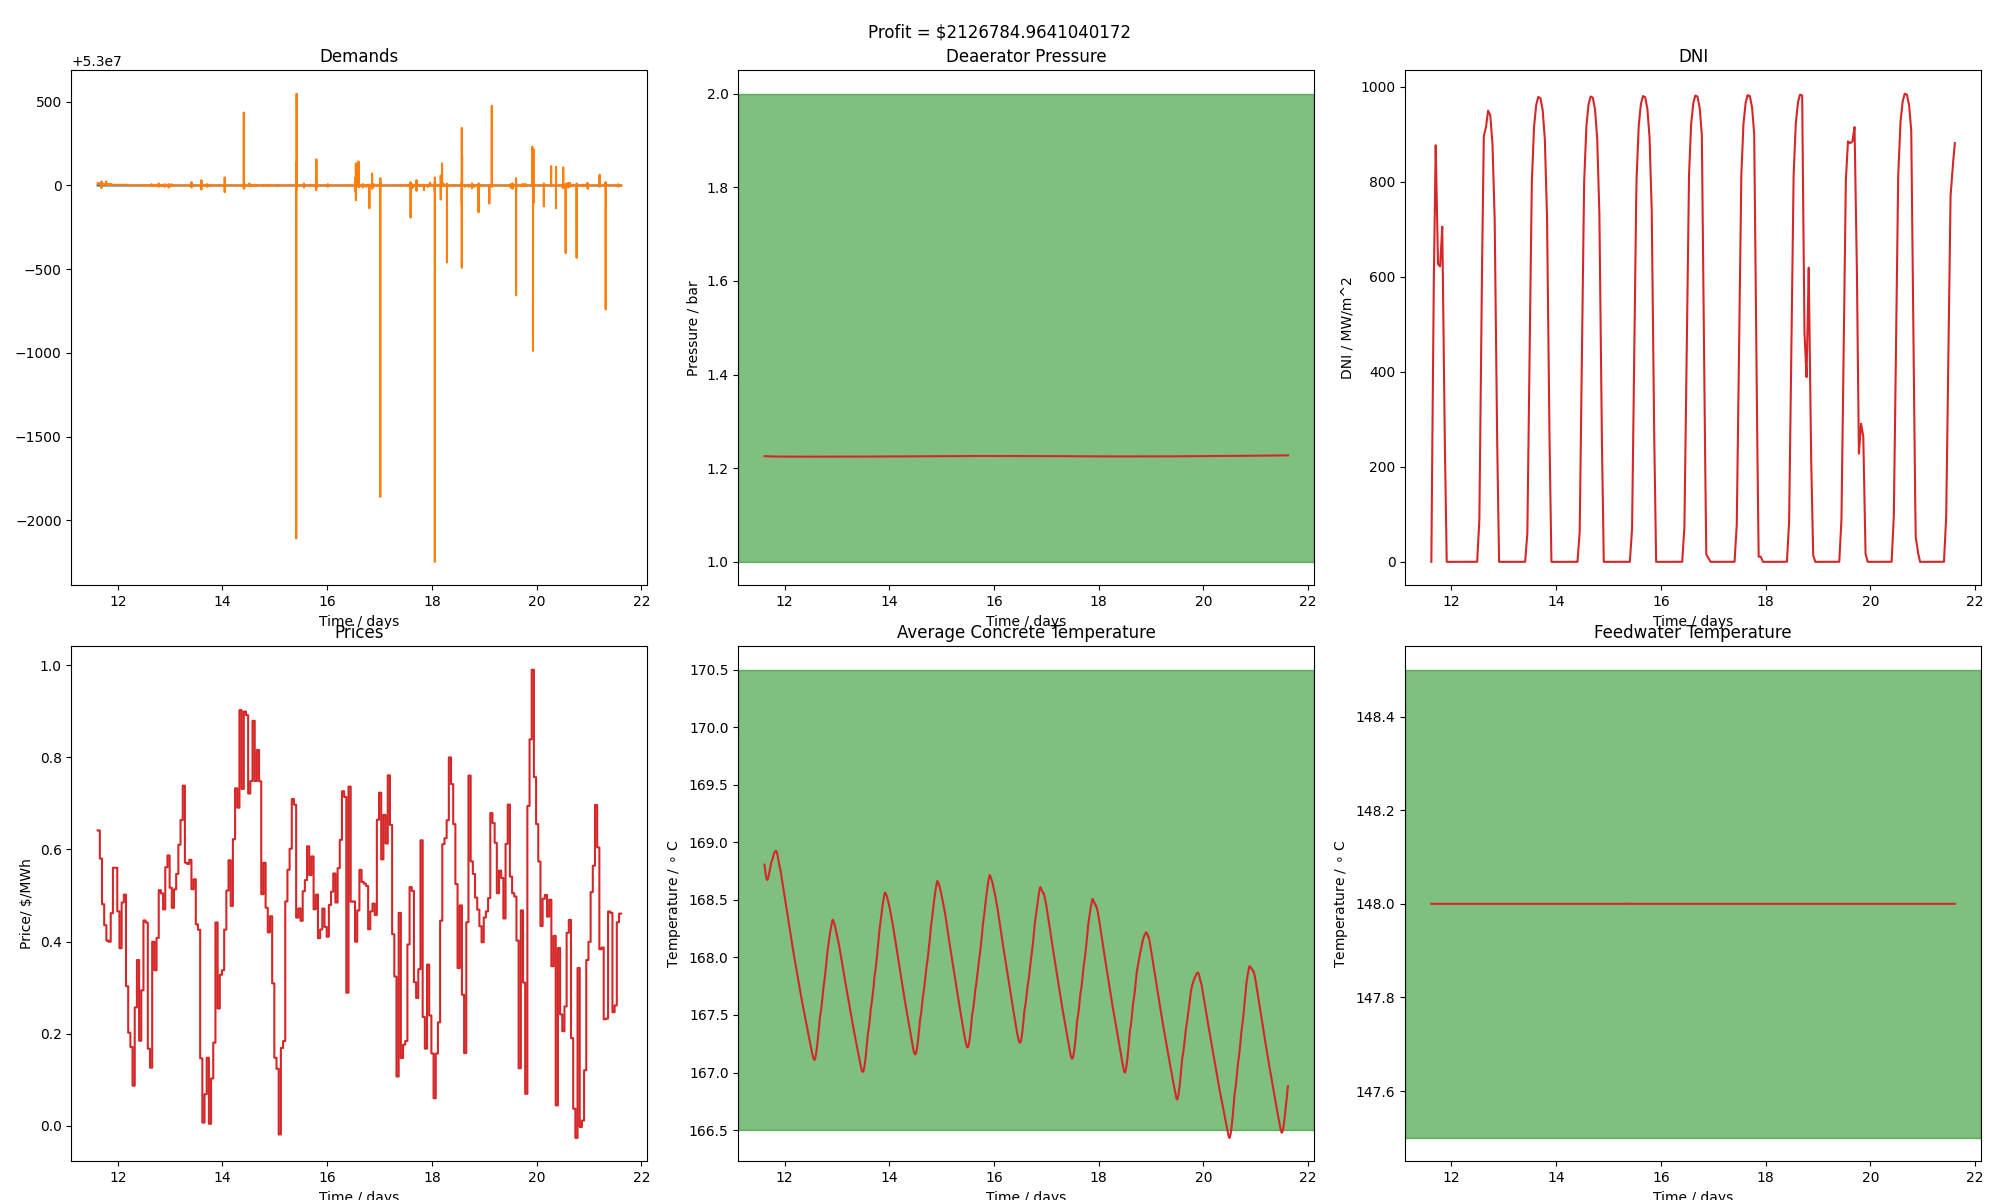 Profit = $2126784.9641040172
Demands
+5.3e7
500
0
−500
−1000
−1500
−2000
12 14 16 18 20 22
Time / days
Deaerator Pressure
Pressure / bar
2.0
1.8
1.6
1.4
1.2
1.0
12 14 16 18 20 22
Time / days
DNI
DNI / MW/m^2
1000
800
600
400
200
0
12 14 16 18 20 22
Time / days
Prices
Price/ $/MWh
1.0
0.8
0.6
0.4
0.2
0.0
12 14 16 18 20 22
Time / days
Average Concrete Temperature
Temperature / ∘ C
170.5
170.0
169.5
169.0
168.5
168.0
167.5
167.0
166.5
12 14 16 18 20 22
Time / days
Feedwater Temperature
Temperature / ∘ C
148.4
148.2
148.0
147.8
147.6
12 14 16 18 20 22
Time / days